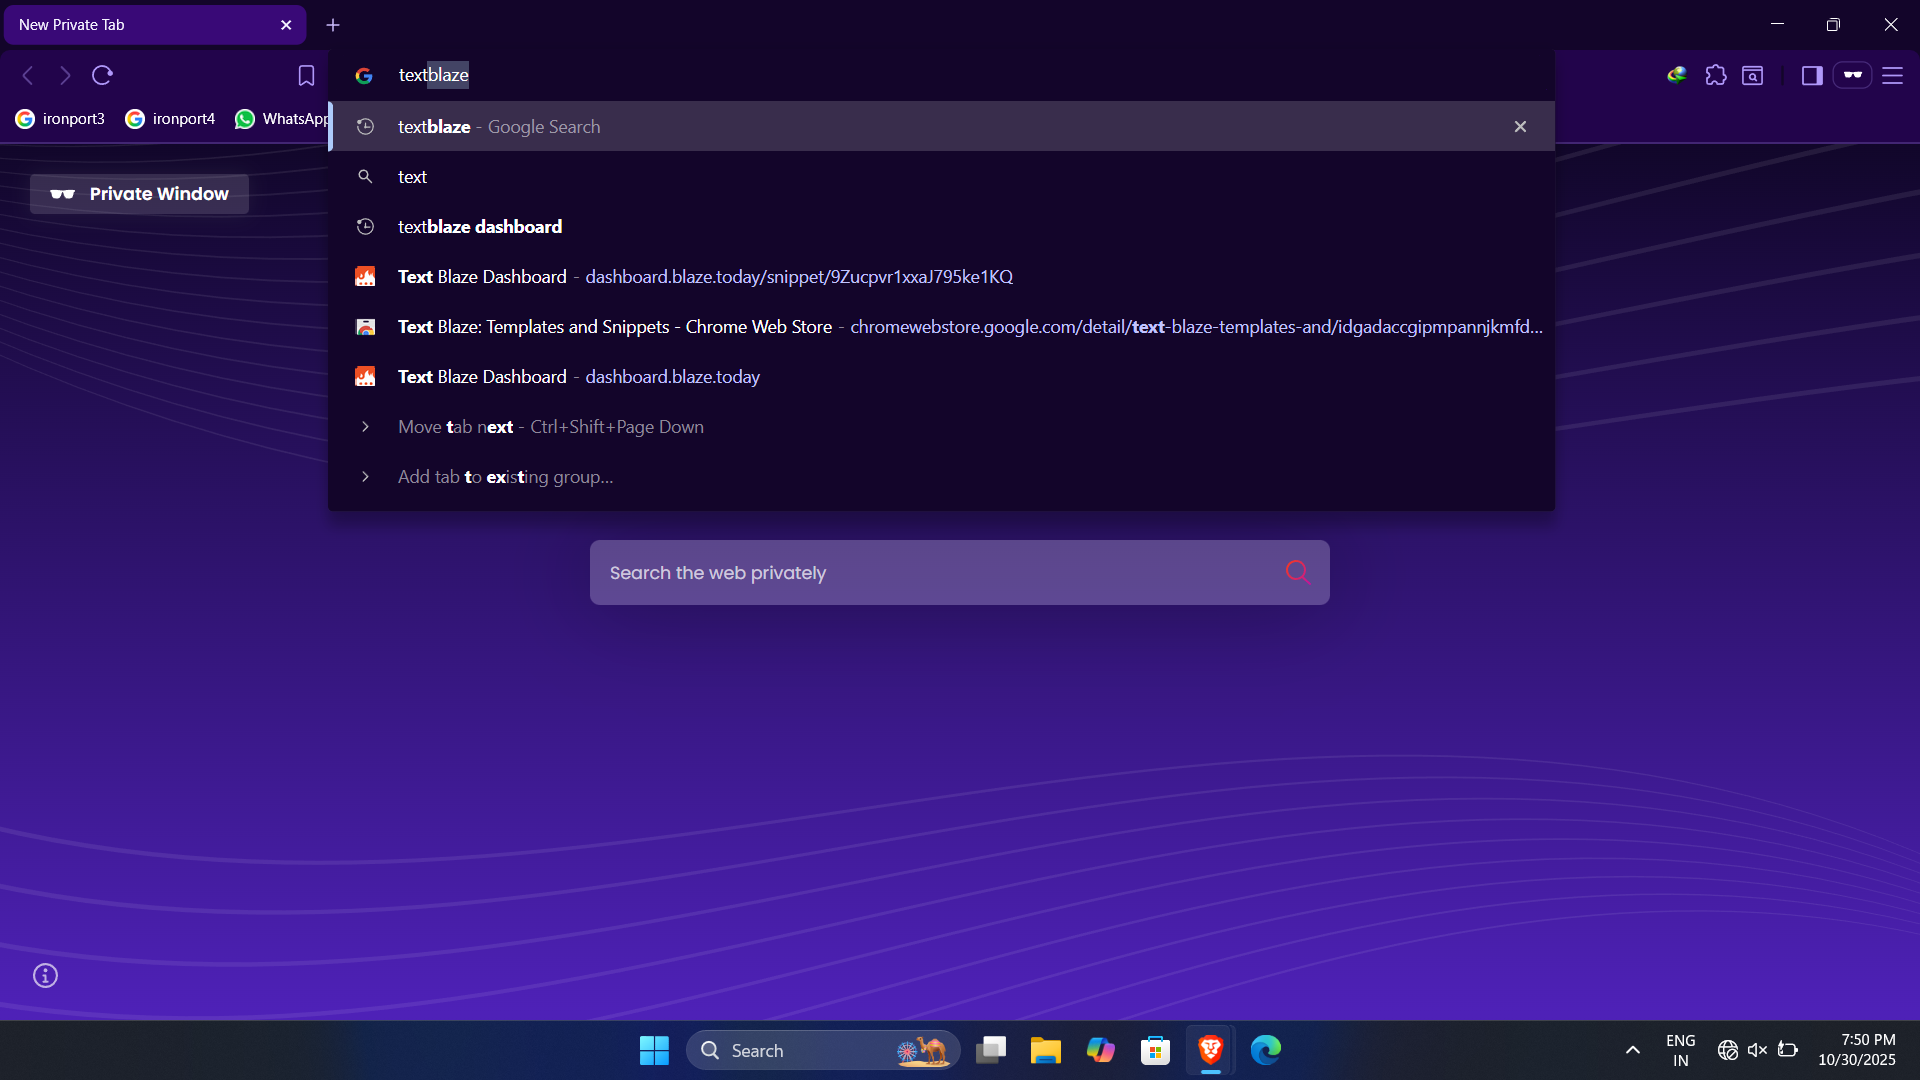 New Private Tab
textblaze
ironport3
ironport4
WhatsApp
textblaze - Google Search
text
textblaze dashboard
Text Blaze Dashboard - dashboard.blaze.today/snippet/9Zucpvr1xxaJ795ke1KQ
Text Blaze: Templates and Snippets - Chrome Web Store - chromewebstore.google.com/detail/text-blaze-templates-and/idgadaccgipmpannjkmfd...
Text Blaze Dashboard - dashboard.blaze.today
Move tab next - Ctrl+Shift+Page Down
Add tab to existing group...
Private Window
Search the web privately
Search
ENG
IN
7:50 PM
10/30/2025